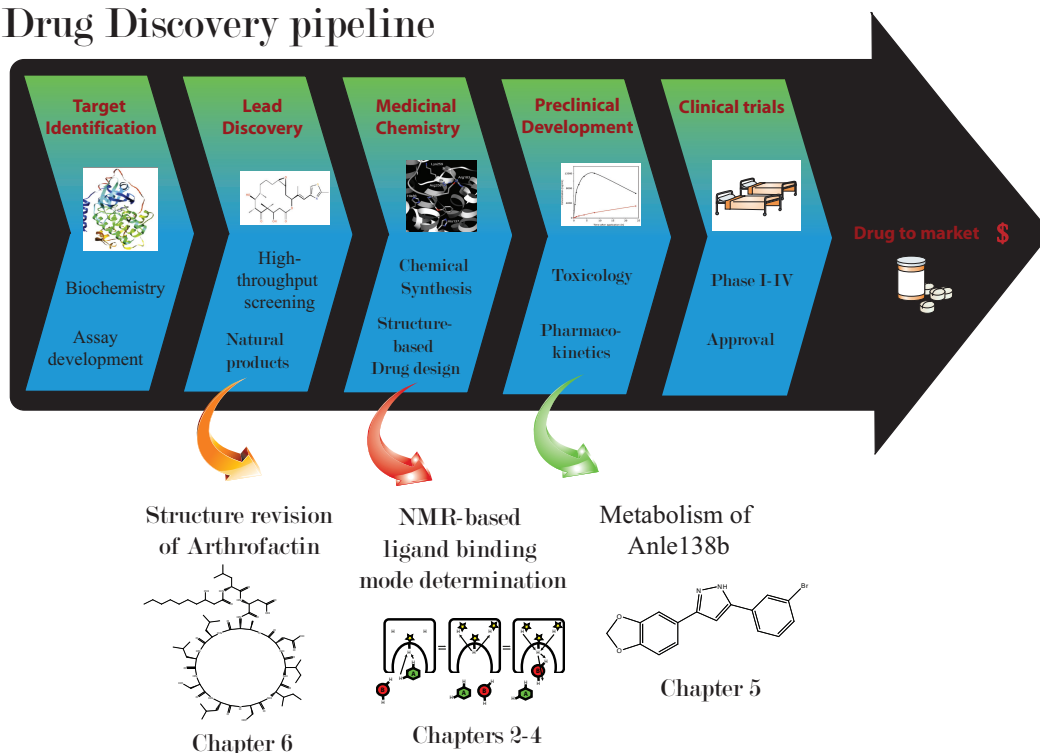 Drug Discovery pipeline
Target
Identification
Biochemistry
Assay
development
Lead
Discovery
High-
throughput
screening
Natural
products
Medicinal
Chemistry
Chemical
Synthesis
Structure-
based
Drug design
Preclinical
Development
Toxicology
Pharmaco-
kinetics
Clinical trials
Phase I-IV
Approval
Drug to market $
Structure revision
of Arthrofactin
Chapter 6
NMR-based
ligand binding
mode determination
H H H H H H
= =
H H H
B A A B B A
Chapters 2-4
Metabolism of
Anle138b
N NH
Br
O
O
Chapter 5